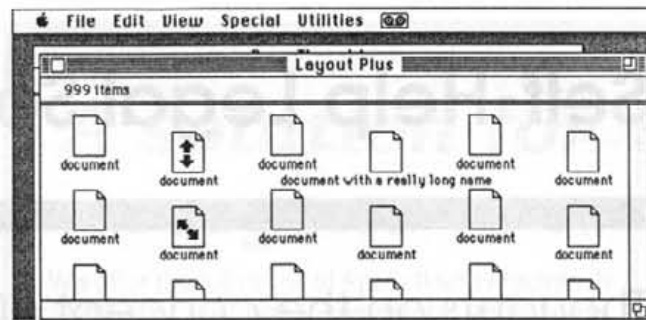 File Edit View Special Utilities
Layout Plus
999 items
document document document document document
document with a really long name
document document document document document document